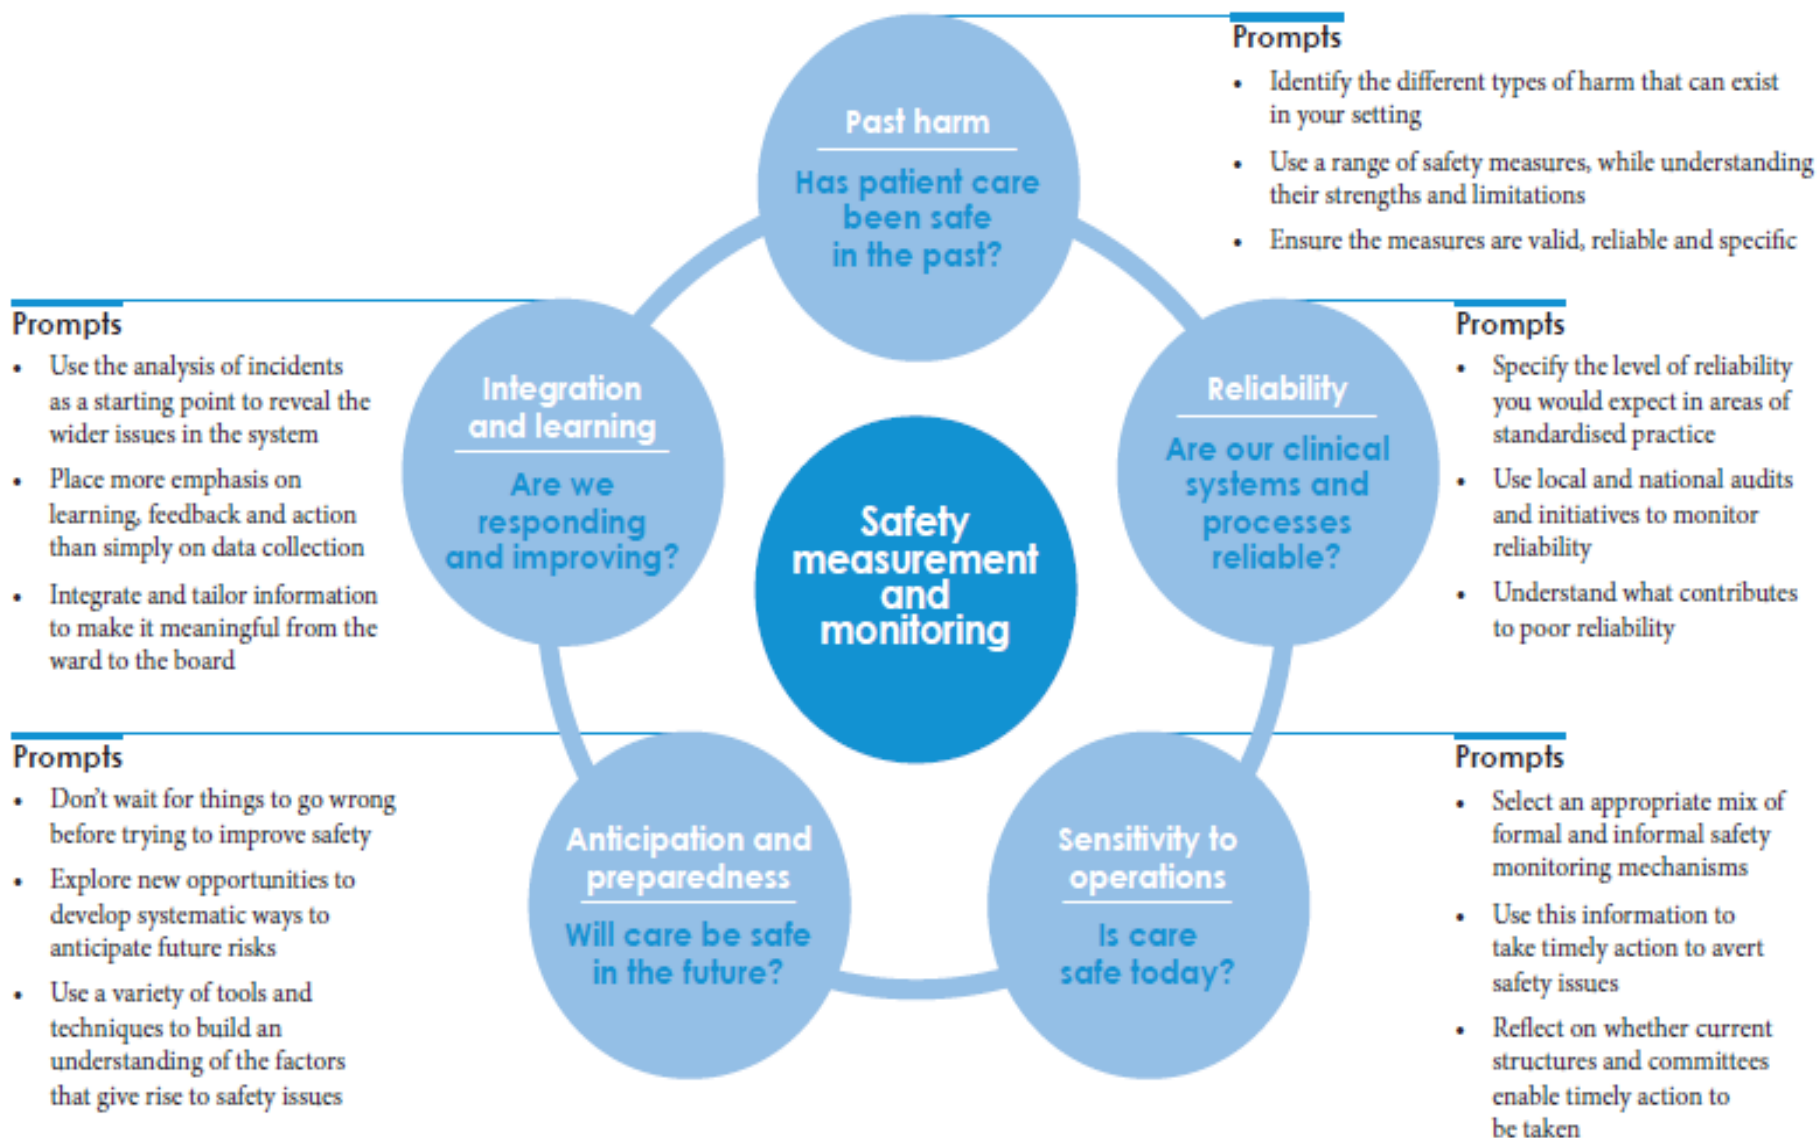 Past harm
Has patient care
been safe
in the past?
Prompts
• Identify the different types of harm that can exist
in your setting
• Use a range of safety measures, while understanding
their strengths and limitations
• Ensure the measures are valid, reliable and specific
Reliability
Are our clinical
systems and
processes
reliable?
Prompts
• Specify the level of reliability
you would expect in areas of
standardised practice
• Use local and national audits
and initiatives to monitor
reliability
• Understand what contributes
to poor reliability
Sensitivity to
operations
Is care
safe today?
Prompts
• Select an appropriate mix of
formal and informal safety
monitoring mechanisms
• Use this information to
take timely action to avert
safety issues
• Reflect on whether current
structures and committees
enable timely action to
be taken
Anticipation and
preparedness
Will care be safe
in the future?
Prompts
• Don’t wait for things to go wrong
before trying to improve safety
• Explore new opportunities to
develop systematic ways to
anticipate future risks
• Use a variety of tools and
techniques to build an
understanding of the factors
that give rise to safety issues
Integration
and learning
Are we
responding
and improving?
Prompts
• Use the analysis of incidents
as a starting point to reveal the
wider issues in the system
• Place more emphasis on
learning, feedback and action
than simply on data collection
• Integrate and tailor information
to make it meaningful from the
ward to the board
Safety
measurement
and
monitoring